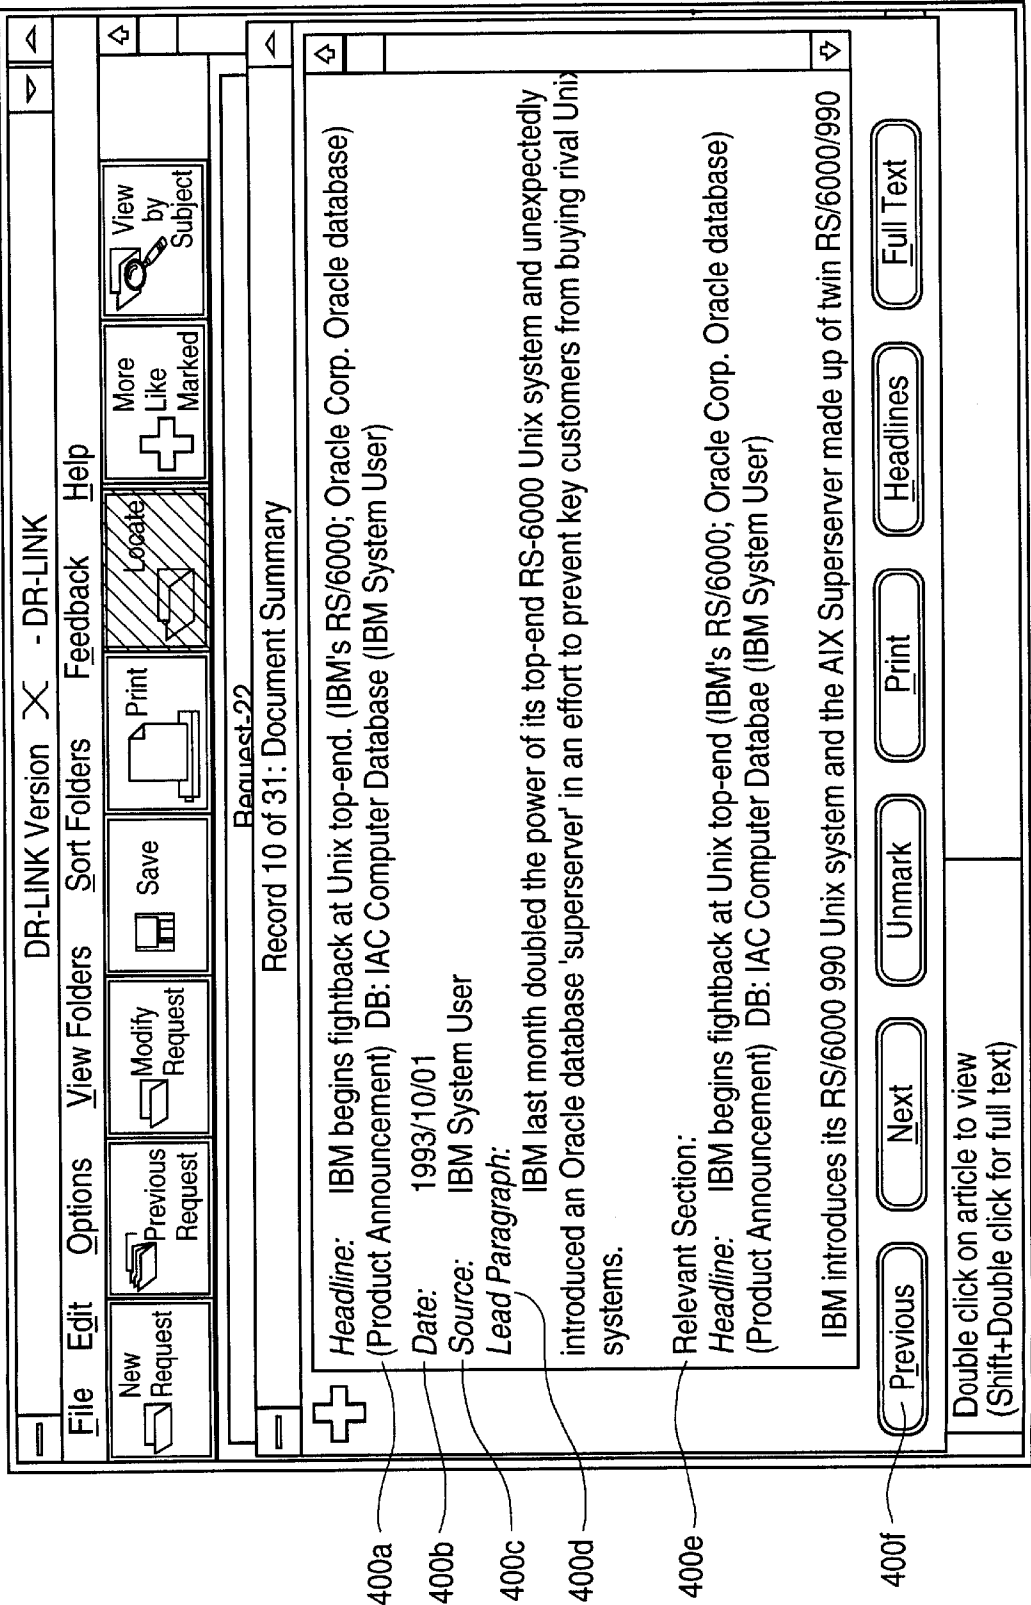 DR-LINK Version X - DR-LINK
File Edit Options View Folders Sort Folders Feedback Help
New Request
Previous Request
Modify Request
Save
Print
Locate
More Like Marked
View by Subject
Request-22
Record 10 of 31: Document Summary
Headline: IBM begins fightback at Unix top-end. (IBM's RS/6000; Oracle Corp. Oracle database)
(Product Announcement) DB: IAC Computer Database (IBM System User)
Date: 1993/10/01
Source: IBM System User
Lead Paragraph:
IBM last month doubled the power of its top-end RS-6000 Unix system and unexpectedly
introduced an Oracle database 'superserver' in an effort to prevent key customers from buying rival Unix
systems.
Relevant Section:
Headline: IBM begins fightback at Unix top-end (IBM's RS/6000; Oracle Corp. Oracle database)
(Product Announcement) DB: IAC Computer Databae (IBM System User)
IBM introduces its RS/6000 990 Unix system and the AIX Superserver made up of twin RS/6000/990
Previous Next Unmark Print Headlines Full Text
Double click on article to view
(Shift+Double click for full text)
400a
400b
400c
400d
400e
400f